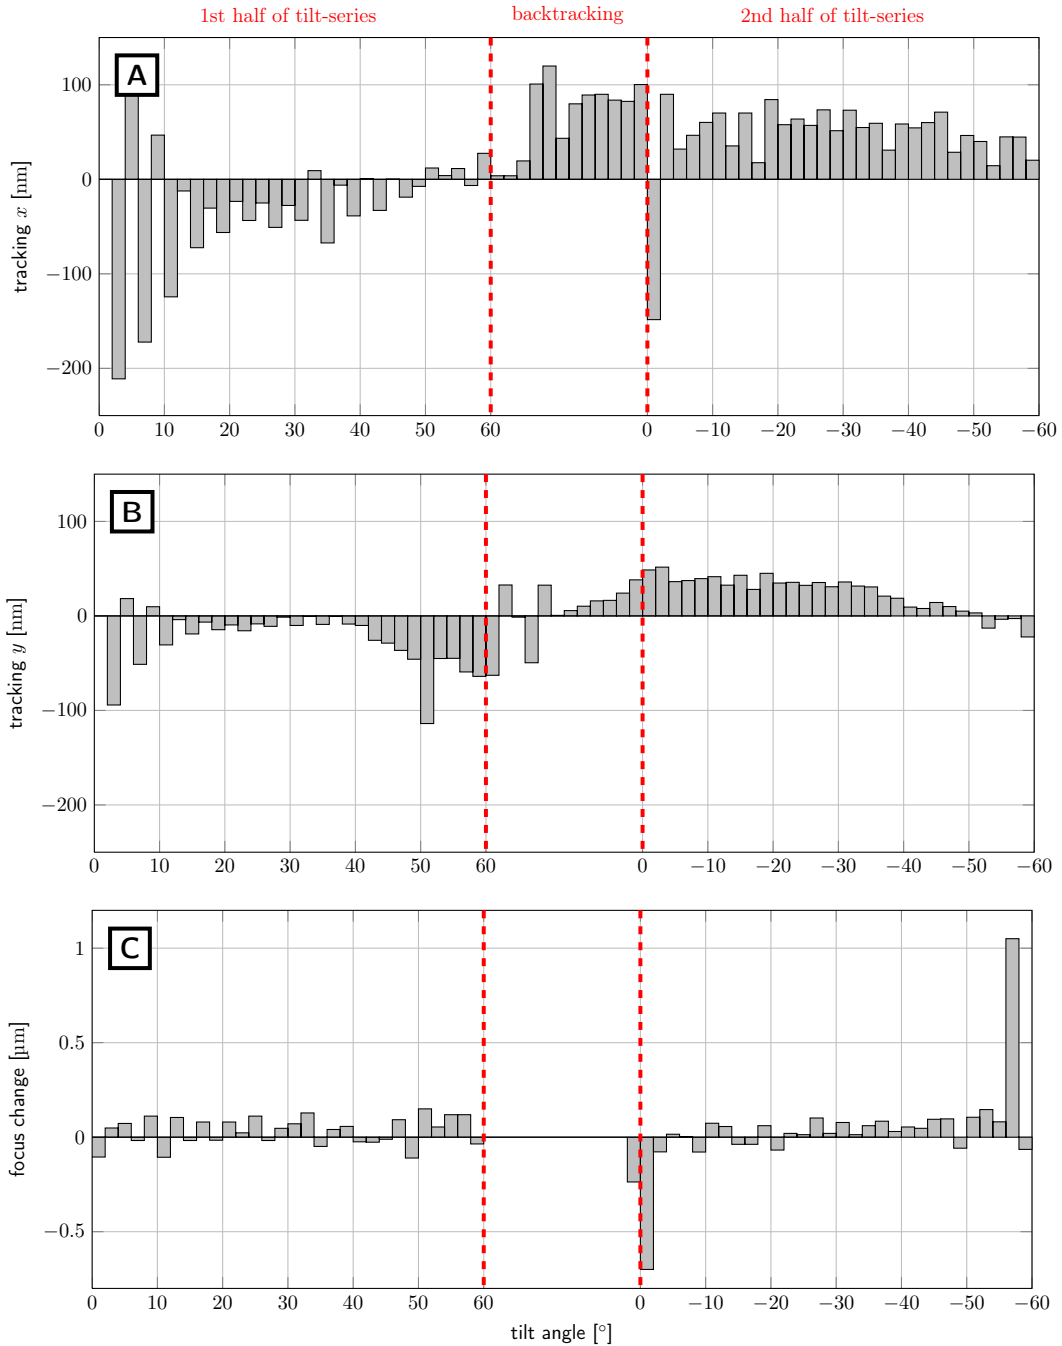 1st half of tilt-series backtracking 2nd half of tilt-series
A
100
0
−100
−200
tracking x [nm]
0 10 20 30 40 50 60 0 −10 −20 −30 −40 −50 −60
B
100
0
−100
−200
tracking y [nm]
0 10 20 30 40 50 60 0 −10 −20 −30 −40 −50 −60
C
1
0.5
0
−0.5
focus change [µm]
0 10 20 30 40 50 60 0 −10 −20 −30 −40 −50 −60
tilt angle [°]